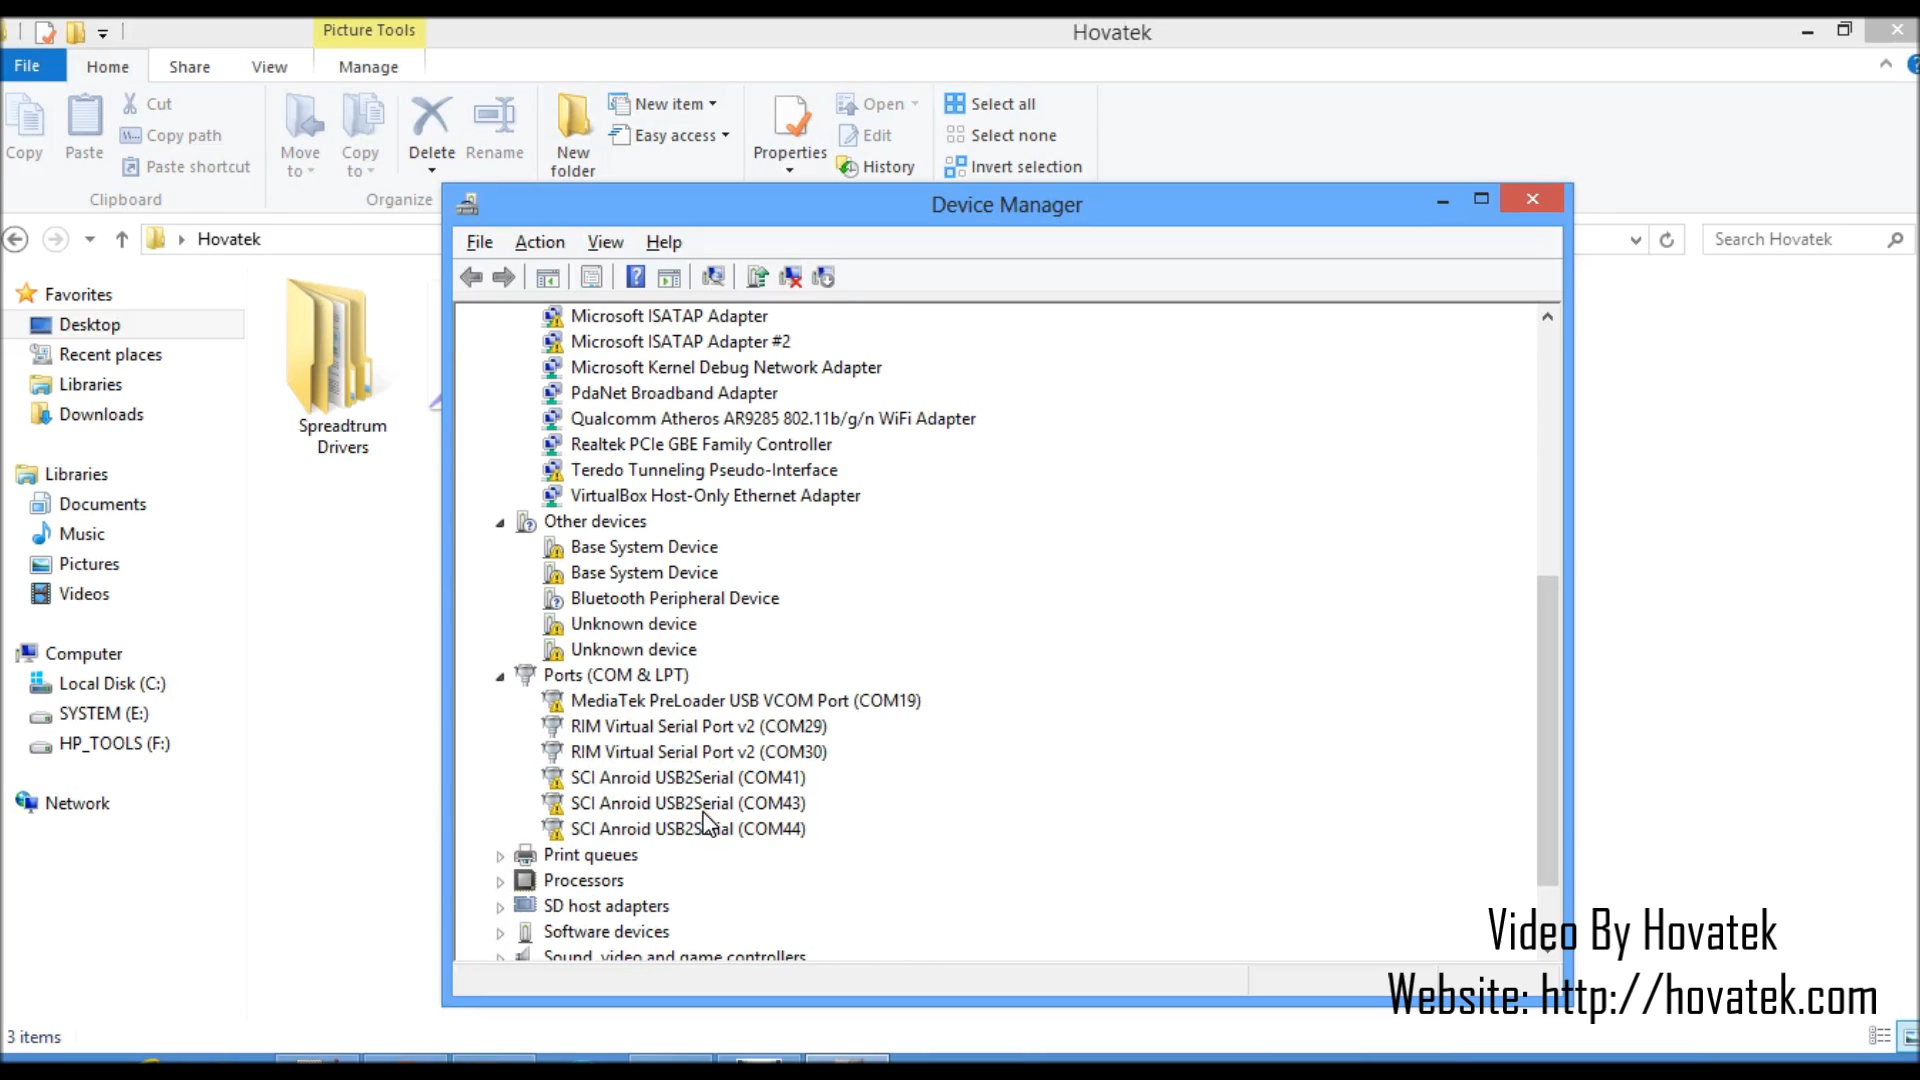 Picture Tools
Hovatek
File
Home
Share
View
Manage
Copy
Paste
Cut
Copy path
Paste shortcut
Clipboard
Move to
Copy to
Delete
Rename
Organize
New folder
New item
Easy access
Properties
Open
Edit
History
Select all
Select none
Invert selection
Hovatek
Search Hovatek
Favorites
Desktop
Recent places
Libraries
Downloads
Libraries
Documents
Music
Pictures
Videos
Computer
Local Disk (C:)
SYSTEM (E:)
HP_TOOLS (F:)
Network
3 items
Spreadtrum
Drivers
Device Manager
File
Action
View
Help
Microsoft ISATAP Adapter
Microsoft ISATAP Adapter #2
Microsoft Kernel Debug Network Adapter
PdaNet Broadband Adapter
Qualcomm Atheros AR9285 802.11b/g/n WiFi Adapter
Realtek PCIe GBE Family Controller
Teredo Tunneling Pseudo-Interface
VirtualBox Host-Only Ethernet Adapter
Other devices
Base System Device
Base System Device
Bluetooth Peripheral Device
Unknown device
Unknown device
Ports (COM & LPT)
MediaTek PreLoader USB VCOM Port (COM19)
RIM Virtual Serial Port v2 (COM29)
RIM Virtual Serial Port v2 (COM30)
SCI Anroid USB2Serial (COM41)
SCI Anroid USB2Serial (COM43)
SCI Anroid USB2Serial (COM44)
Print queues
Processors
SD host adapters
Software devices
Sound, video and game controllers
Video By Hovatek
Website: http://hovatek.com